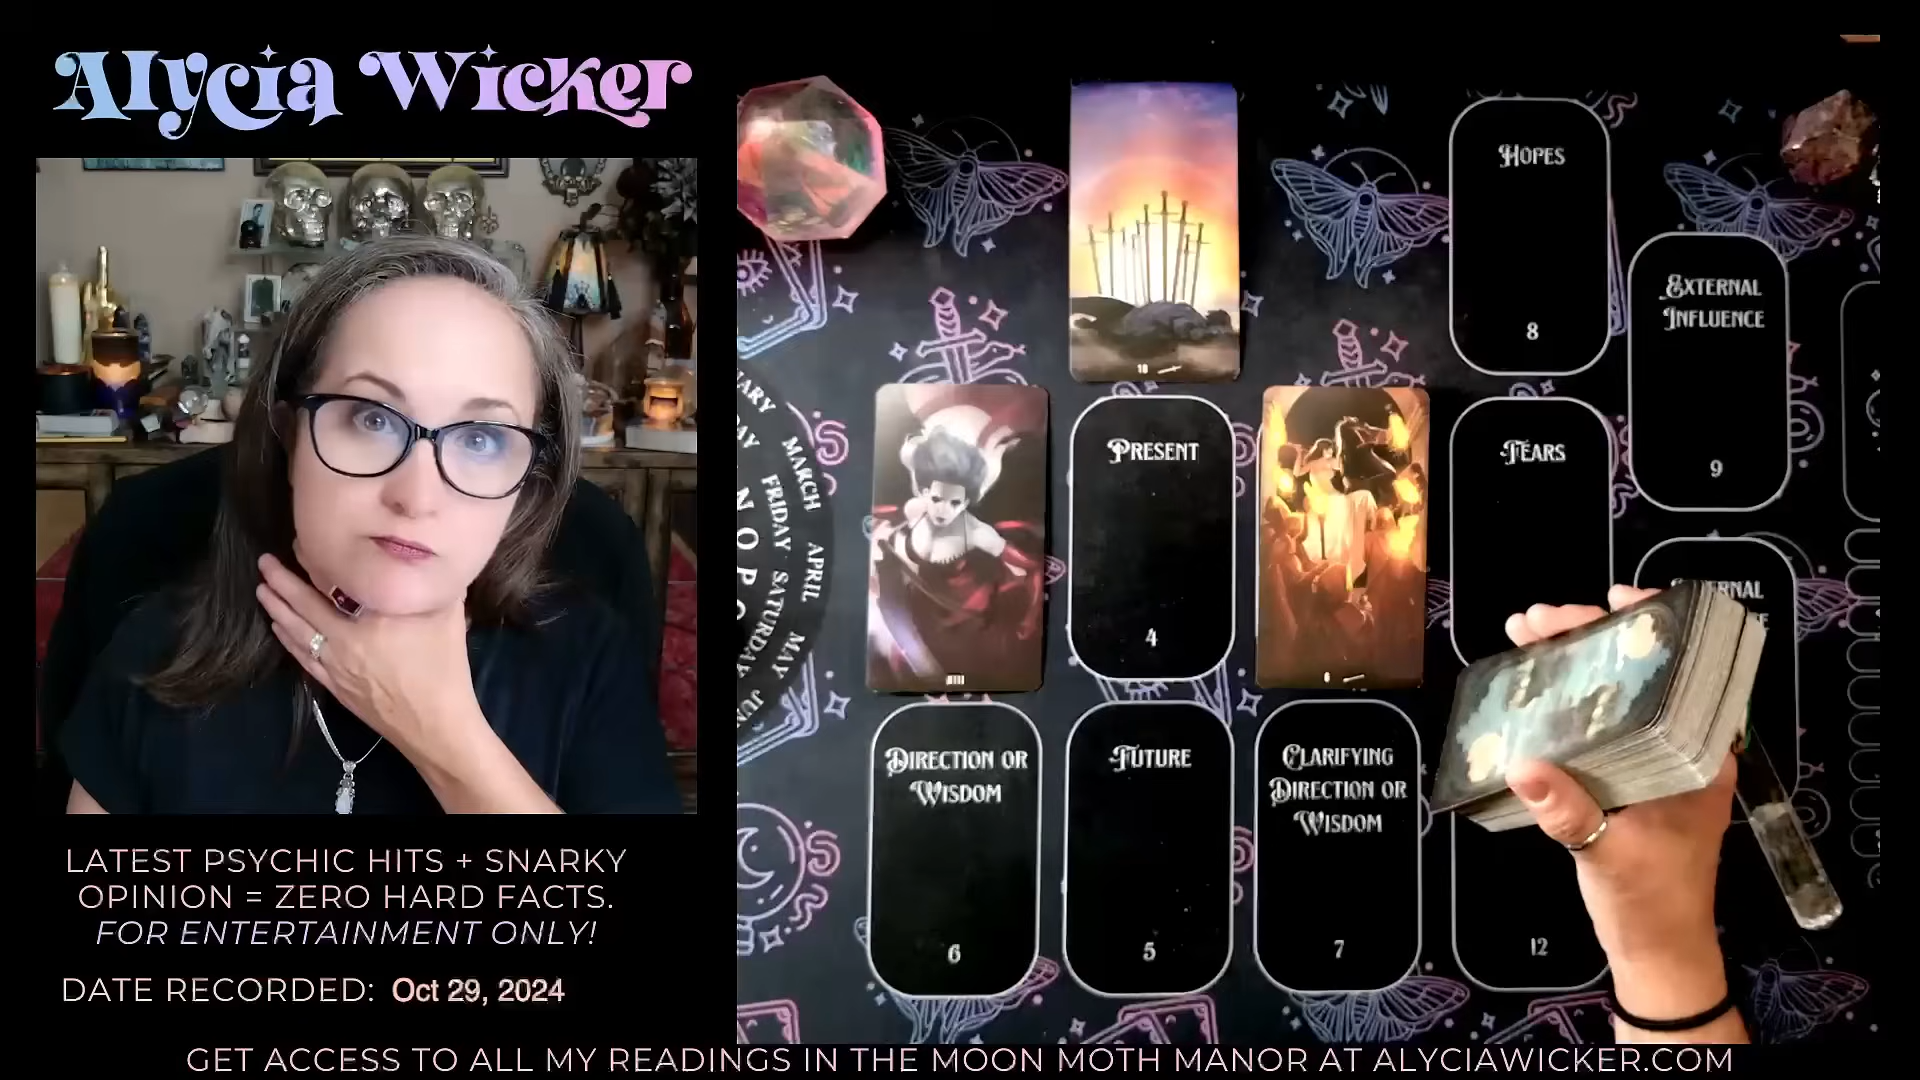 Alycia Wicker
LATEST PSYCHIC HITS + SNARKY
OPINION = ZERO HARD FACTS.
FOR ENTERTAINMENT ONLY!
DATE RECORDED: Oct 29, 2024
HOPES
8
EXTERNAL
INFLUENCE
9
PRESENT
4
FEARS
DIRECTION OR
WISDOM
6
FUTURE
5
CLARIFYING
DIRECTION OR
WISDOM
7
12
10
MARCH
APRIL
MAY
FRIDAY
SATURDAY
GET ACCESS TO ALL MY READINGS IN THE MOON MOTH MANOR AT ALYCIAWICKER.COM